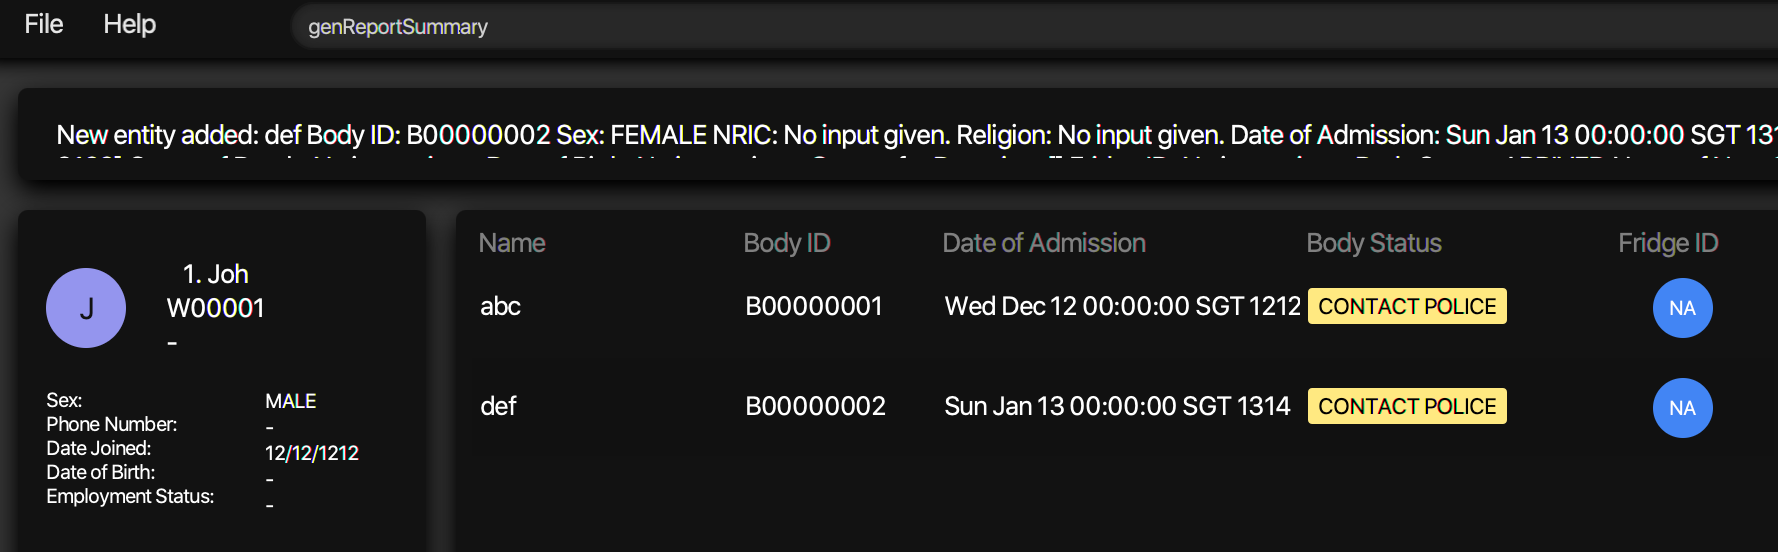 File Help genReportSummary
New entity added: def Body ID: B00000002 Sex: FEMALE NRIC: No input given. Religion: No input given. Date of Admission: Sun Jan 13 00:00:00 SGT 131
Name Body ID Date of Admission Body Status Fridge ID
abc B00000001 Wed Dec 12 00:00:00 SGT 1212 CONTACT POLICE NA
def B00000002 Sun Jan 13 00:00:00 SGT 1314 CONTACT POLICE NA
J
1. Joh
W00001
-
Sex: MALE
Phone Number: -
Date Joined: 12/12/1212
Date of Birth: -
Employment Status: -